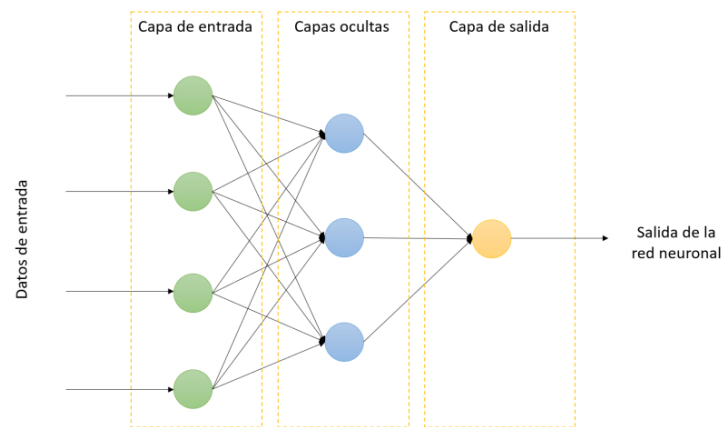 Capa de entrada
Capas ocultas
Capa de salida
Datos de entrada
Salida de la
red neuronal